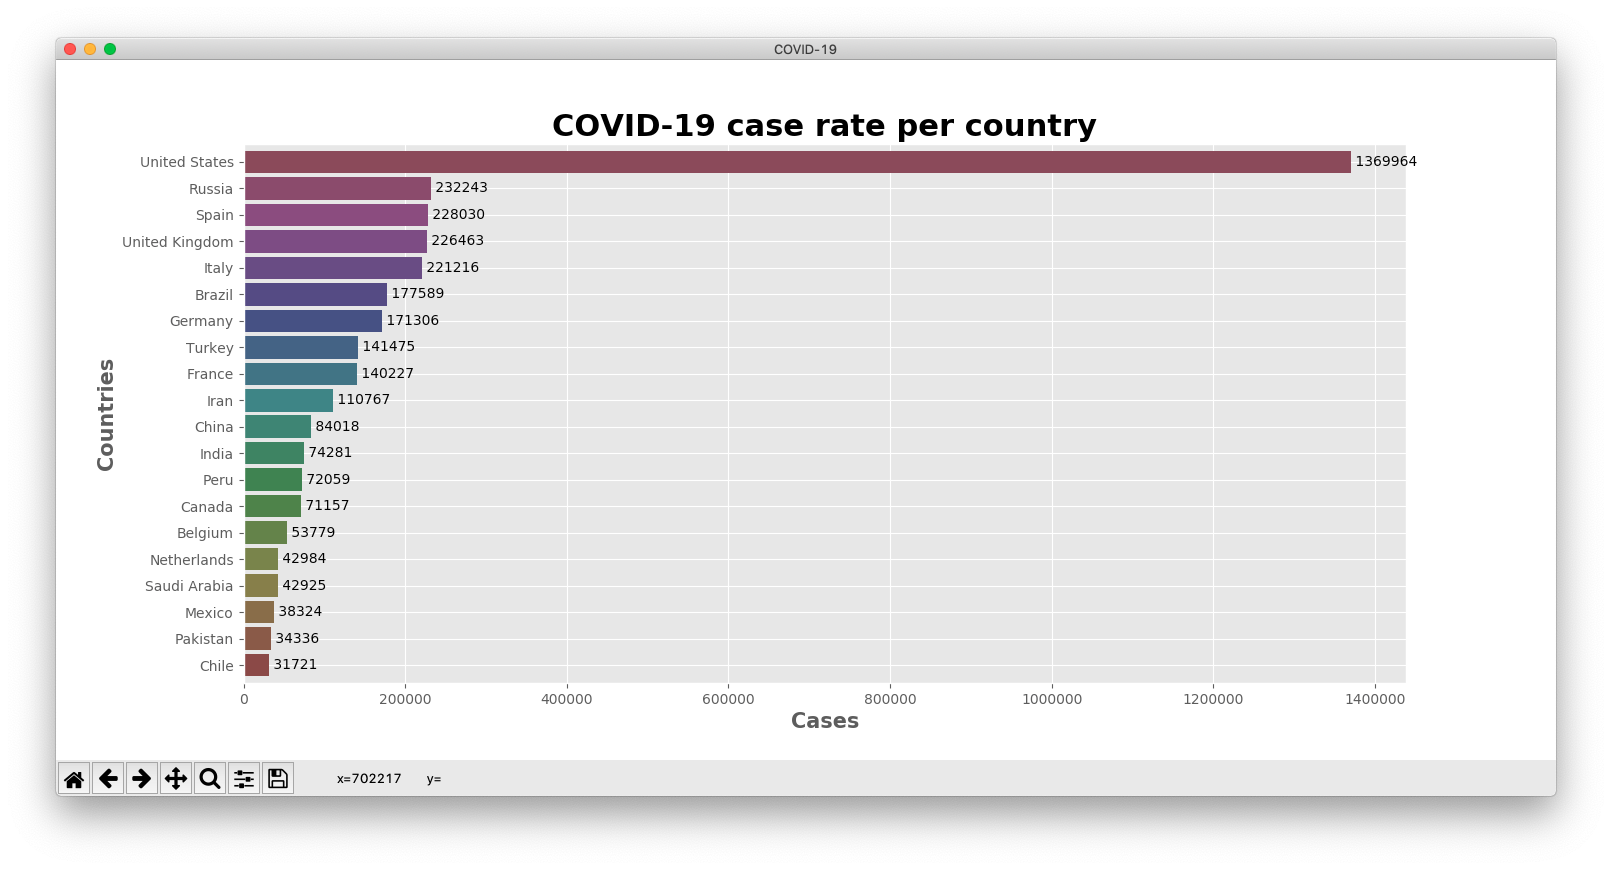 COVID-19
COVID-19 case rate per country
United States 1369964
Russia 232243
Spain 228030
United Kingdom 226463
Italy 221216
Brazil 177589
Germany 171306
Turkey 141475
France 140227
Iran 110767
China 84018
India 74281
Peru 72059
Canada 71157
Belgium 53779
Netherlands 42984
Saudi Arabia 42925
Mexico 38324
Pakistan 34336
Chile 31721
Countries
0 200000 400000 600000 800000 1000000 1200000 1400000
Cases
x=702217 y=